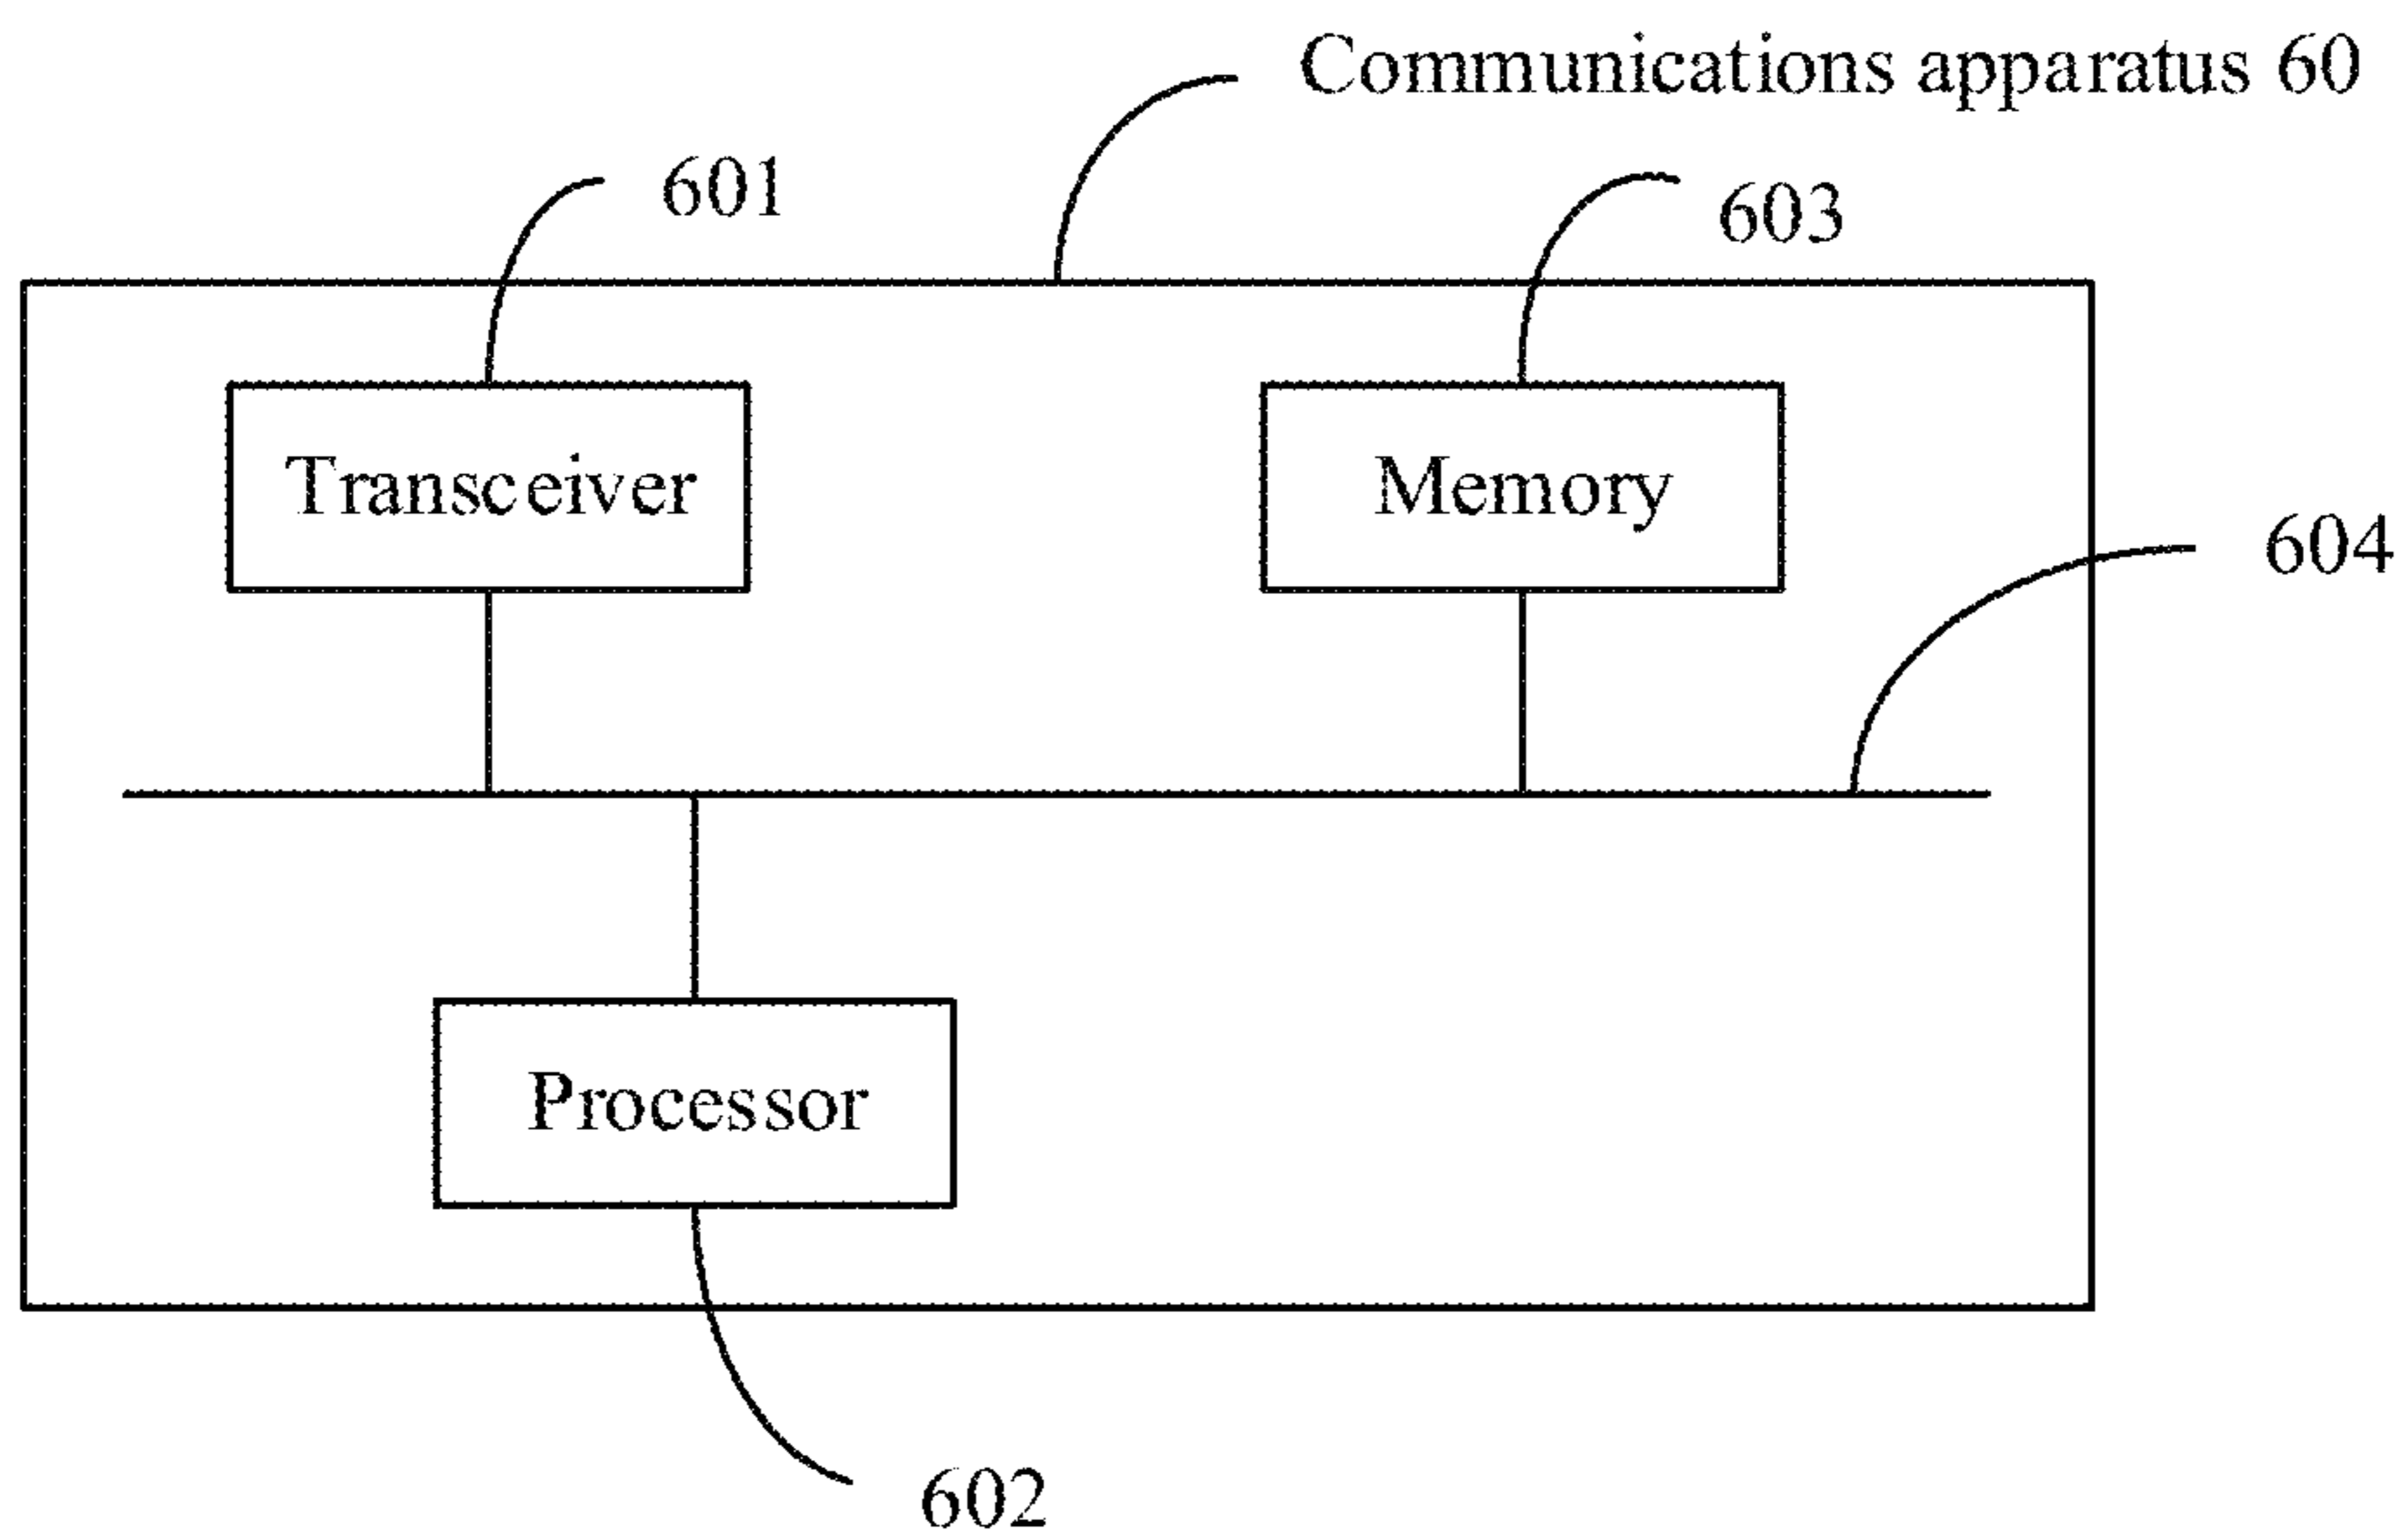 Communications apparatus 60
601
603
Transceiver
Memory
604
Processor
602